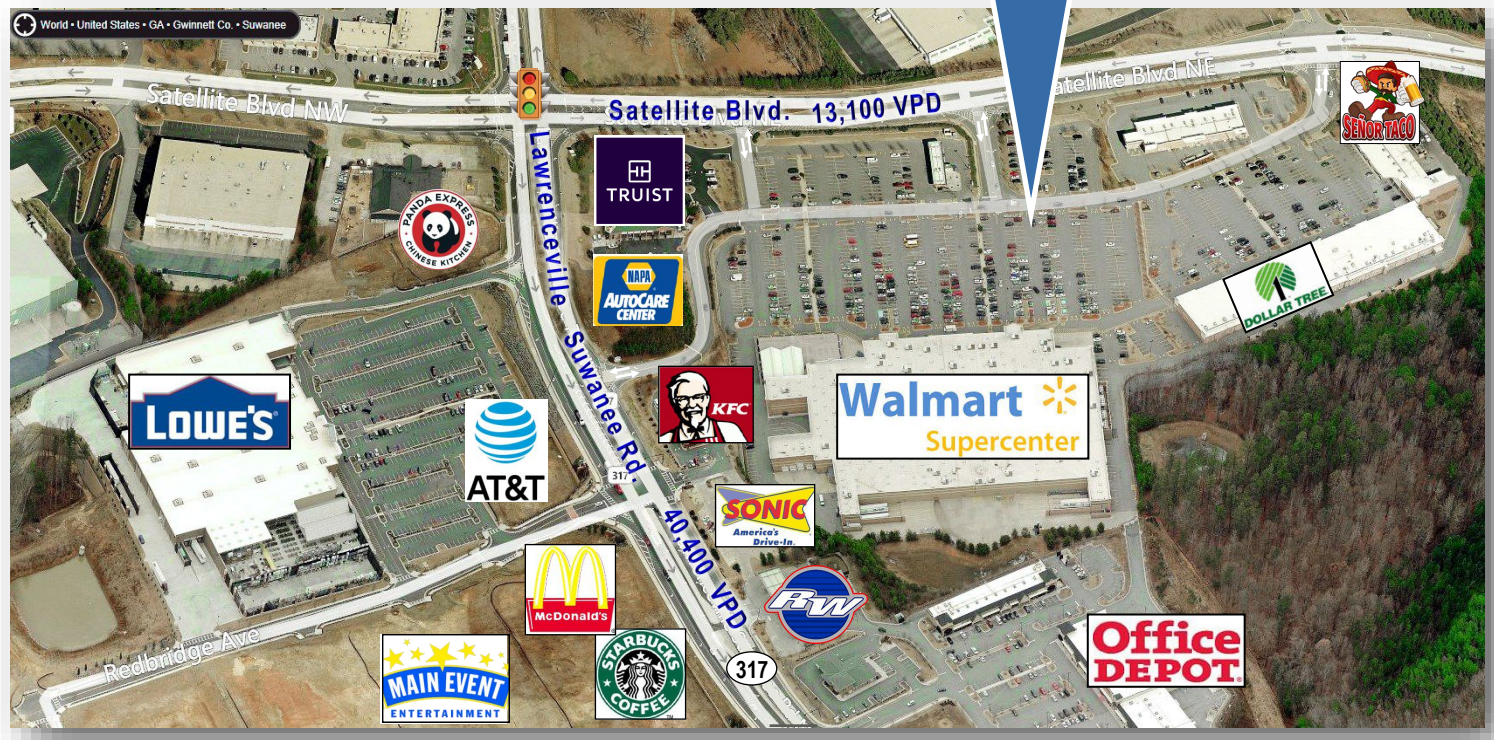 World • United States • GA • Gwinnett Co. • Suwanee
Satellite Blvd NW
Satellite Blvd. 13,100 VPD
atellite Blvd NE
SEÑOR TACO
Lawrenceville Suwanee Rd. 40,400 VPD
TRUIST
PANDA EXPRESS
CHINESE KITCHEN
NAPA
AUTOCARE
CENTER
DOLLAR TREE
LOWE'S
AT&T
KFC
Walmart
Supercenter
317
SONIC
America's
Drive-In.
McDonald's
RW
Redbridge Ave
MAIN EVENT
ENTERTAINMENT
STARBUCKS
COFFEE
317
Office
DEPOT